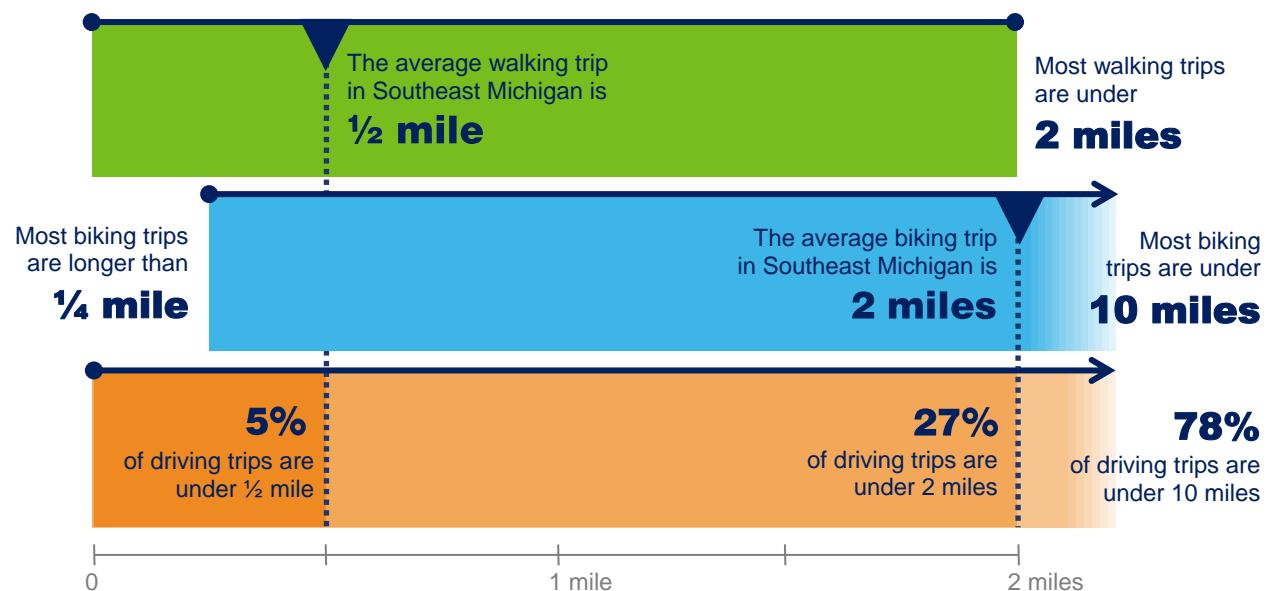 The average walking trip
in Southeast Michigan is
½ mile
Most walking trips
are under
2 miles
Most biking trips
are longer than
¼ mile
The average biking trip
in Southeast Michigan is
2 miles
Most biking
trips are under
10 miles
5%
of driving trips are
under ½ mile
27%
of driving trips are
under 2 miles
78%
of driving trips are
under 10 miles
0
1 mile
2 miles